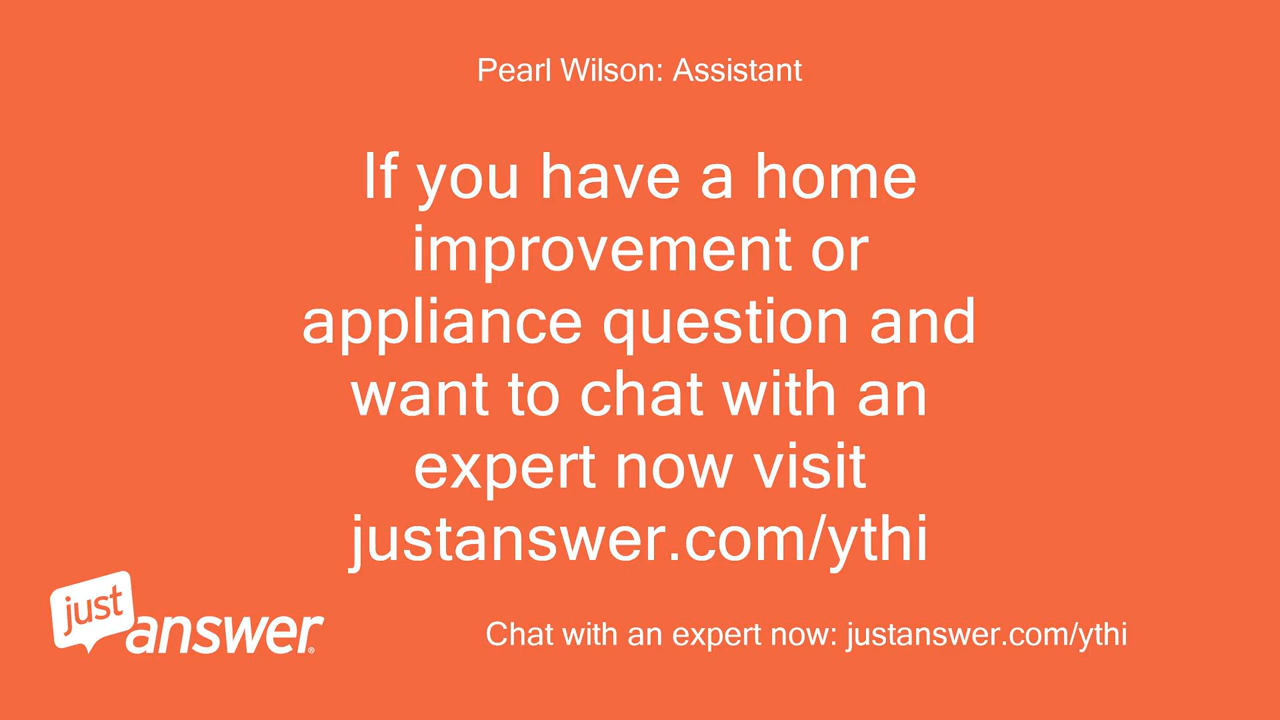 Pearl Wilson: Assistant
If you have a home
improvement or
appliance question and
want to chat with an
expert now visit
justanswer.com/ythi
just
answer®
Chat with an expert now: justanswer.com/ythi